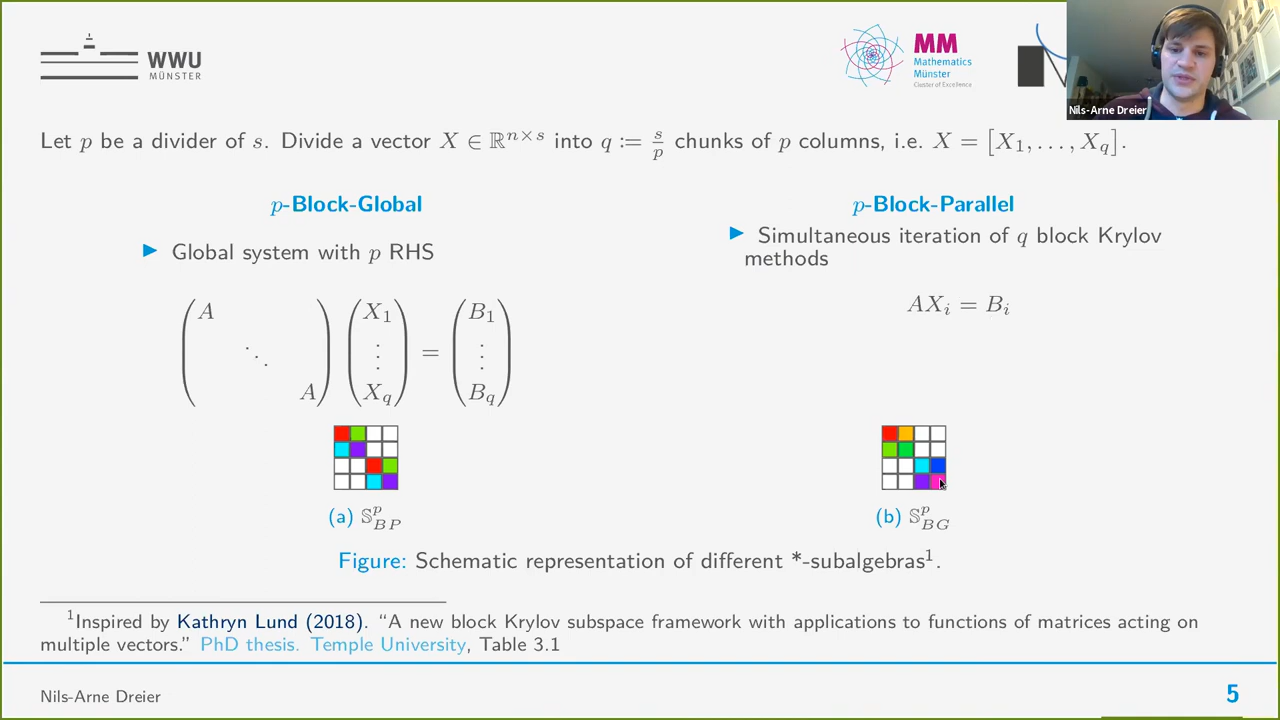 WWU
MÜNSTER
MM
Mathematics
Münster
Cluster of Excellence
Nils-Arne Dreier
Let p be a divider of s. Divide a vector X ∈ ℝ^{n×s} into q := s/p chunks of p columns, i.e. X = [X_1, . . . , X_q].
p-Block-Global
▶ Global system with p RHS
(A ⋱ A) (X_1 ⋮ X_q) = (B_1 ⋮ B_q)
(a) 𝕊^p_{BP}
p-Block-Parallel
▶ Simultaneous iteration of q block Krylov
methods
AX_i = B_i
(b) 𝕊^p_{BG}
Figure: Schematic representation of different *-subalgebras¹.
¹Inspired by Kathryn Lund (2018). “A new block Krylov subspace framework with applications to functions of matrices acting on
multiple vectors.” PhD thesis. Temple University, Table 3.1
Nils-Arne Dreier
5